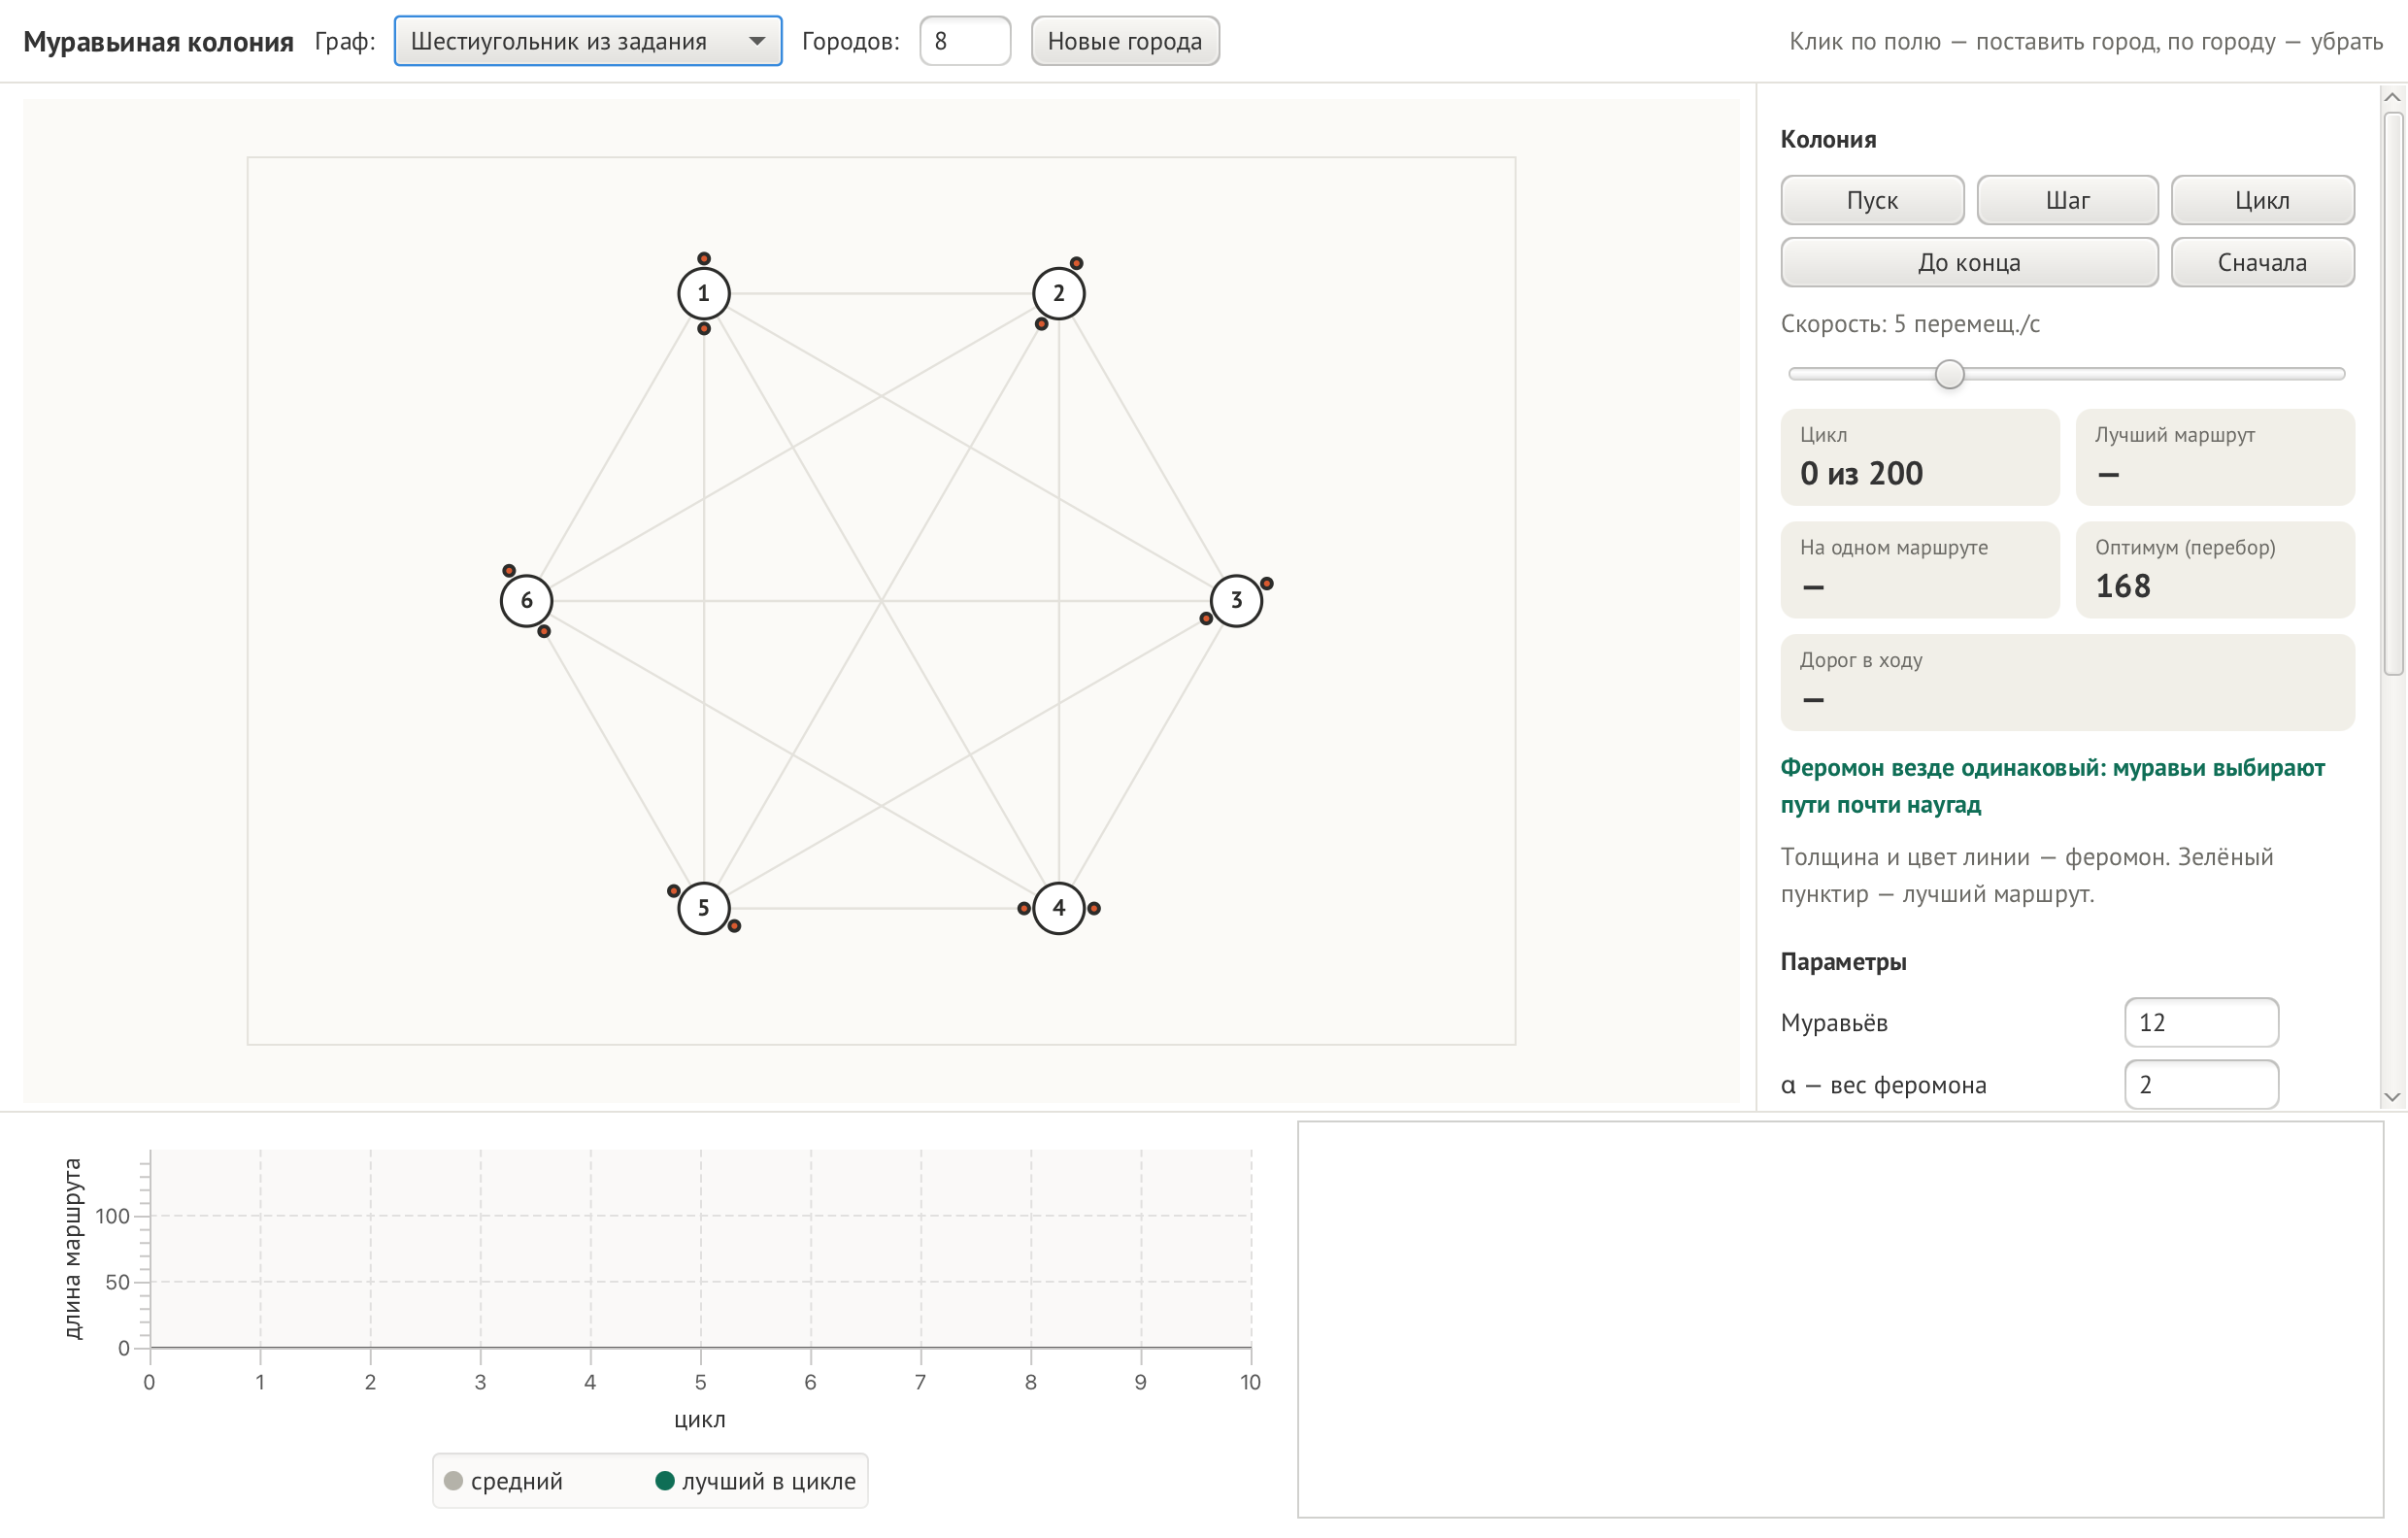 Муравьиная колония Граф: Шестиугольник из задания Городов: 8 Новые города Клик по полю — поставить город, по городу — убрать
1
2
6
3
5
4
Колония
Пуск Шаг Цикл
До конца Сначала
Скорость: 5 перемещ./с
Цикл
0 из 200
Лучший маршрут
—
На одном маршруте
—
Оптимум (перебор)
168
Дорог в ходу
—
Феромон везде одинаковый: муравьи выбирают
пути почти наугад
Толщина и цвет линии — феромон. Зелёный
пунктир — лучший маршрут.
Параметры
Муравьёв 12
α — вес феромона 2
длина маршрута
100
50
0
0 1 2 3 4 5 6 7 8 9 10
цикл
средний лучший в цикле